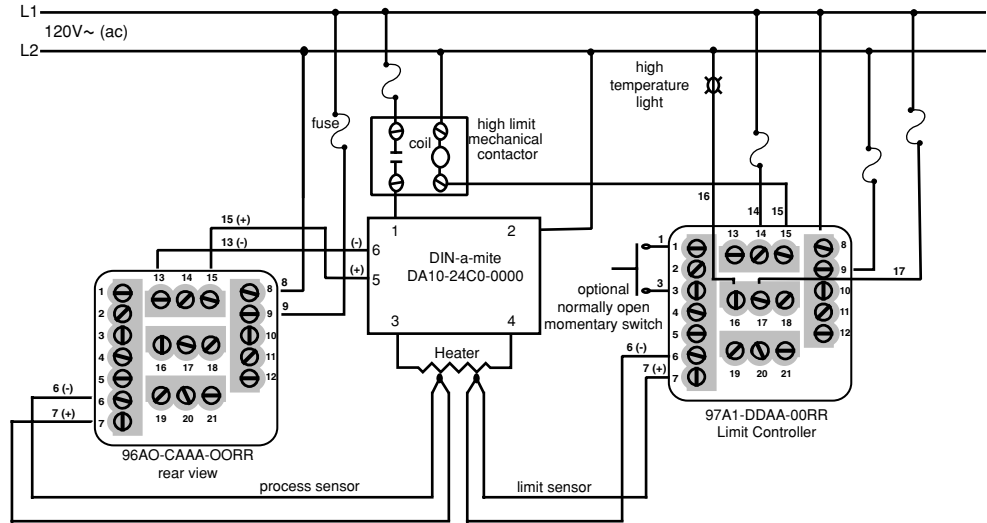 L1
120V~ (ac)
L2
fuse
coil
high limit
mechanical
contactor
high
temperature
light
16
14
15
15 (+)
13 (-)
(-)
(+)
1
2
6
5
3
4
DIN-a-mite
DA10-24C0-0000
Heater
8
9
13
14
15
1
2
3
4
5
6
7
16
17
18
19
20
21
8
9
10
11
12
6 (-)
7 (+)
96AO-CAAA-OORR
rear view
process sensor
limit sensor
1
3
optional
normally open
momentary switch
6 (-)
7 (+)
13
14
15
1
2
3
4
5
6
7
16
17
18
19
20
21
8
9
10
11
12
17
97A1-DDAA-00RR
Limit Controller